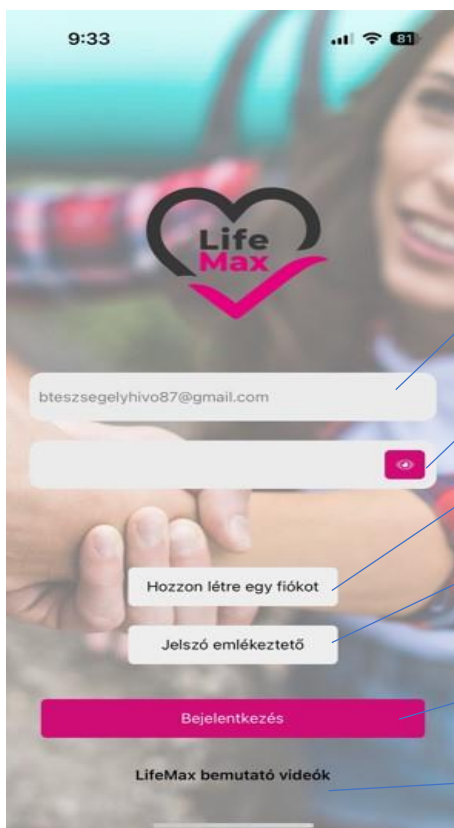 9:33
81
Life
Max
bteszsegelyhivo87@gmail.com
Hozzon létre egy fiókot
Jelszó emlékeztető
Bejelentkezés
LifeMax bemutató videók